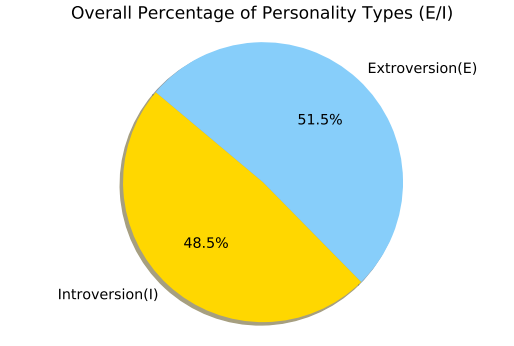 Overall Percentage of Personality Types (E/I)
Extroversion(E)
51.5%
48.5%
Introversion(I)